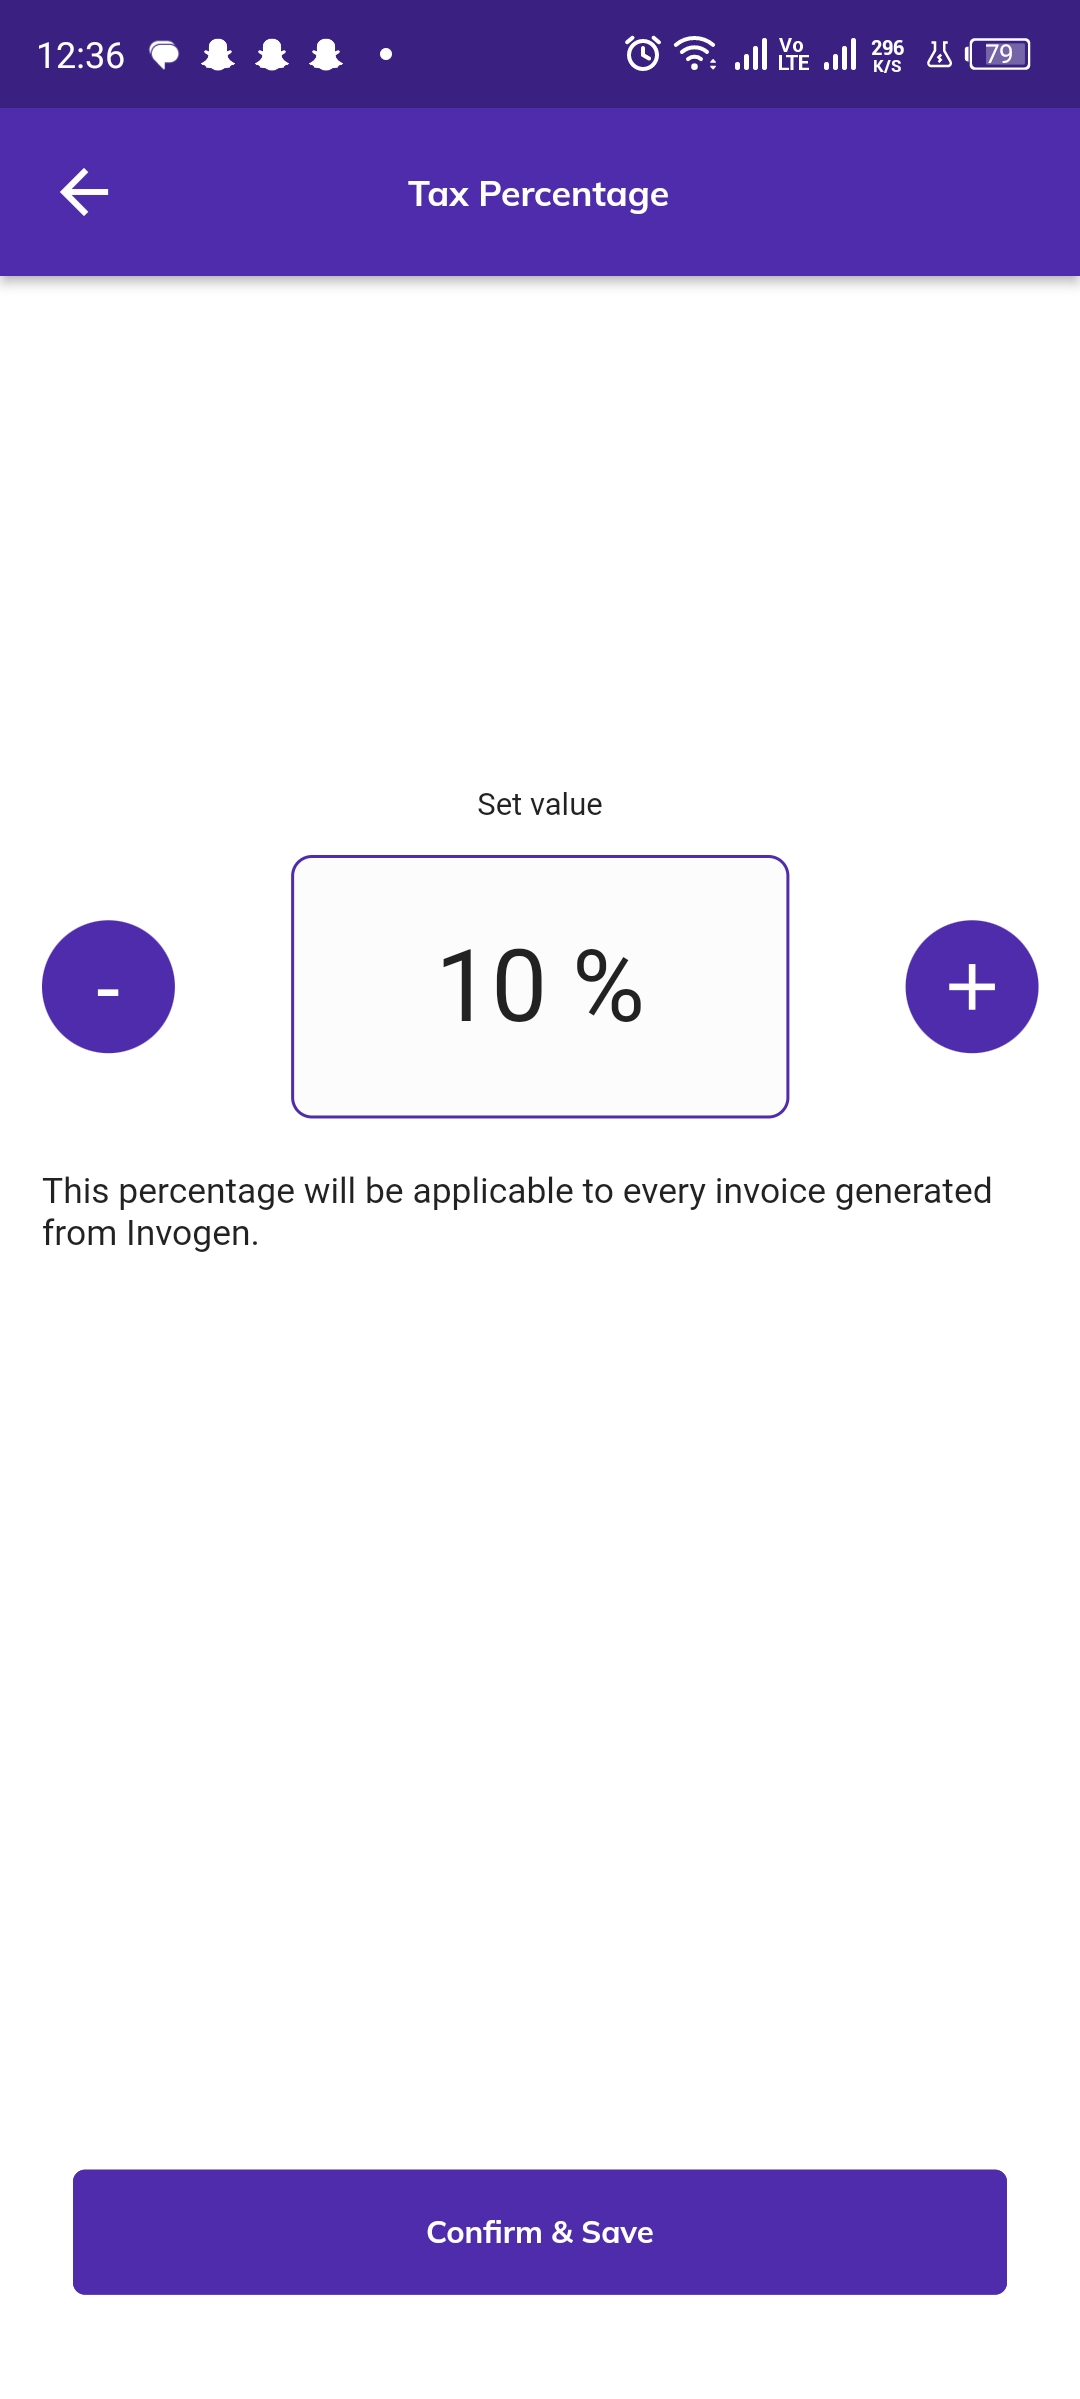 12:36 Vo LTE 296 K/S 79
Tax Percentage
Set value
- 10 % +
This percentage will be applicable to every invoice generated
from Invogen.
Confirm & Save